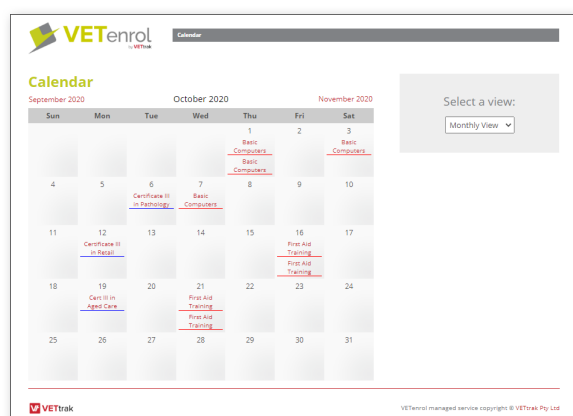 VETenrol
by VETtrak
Calendar
Calendar
September 2020 October 2020 November 2020
Sun Mon Tue Wed Thu Fri Sat
1 2 3
Basic
Computers
Basic
Computers
Basic
Computers
4 5 6 7 8 9 10
Certificate III
in Pathology
Basic
Computers
11 12 13 14 15 16 17
Certificate III
in Retail
First Aid
Training
First Aid
Training
18 19 20 21 22 23 24
Cert III in
Aged Care
First Aid
Training
First Aid
Training
25 26 27 28 29 30 31
Select a view:
Monthly View
VETtrak
VETenrol managed service copyright © VETtrak Pty Ltd